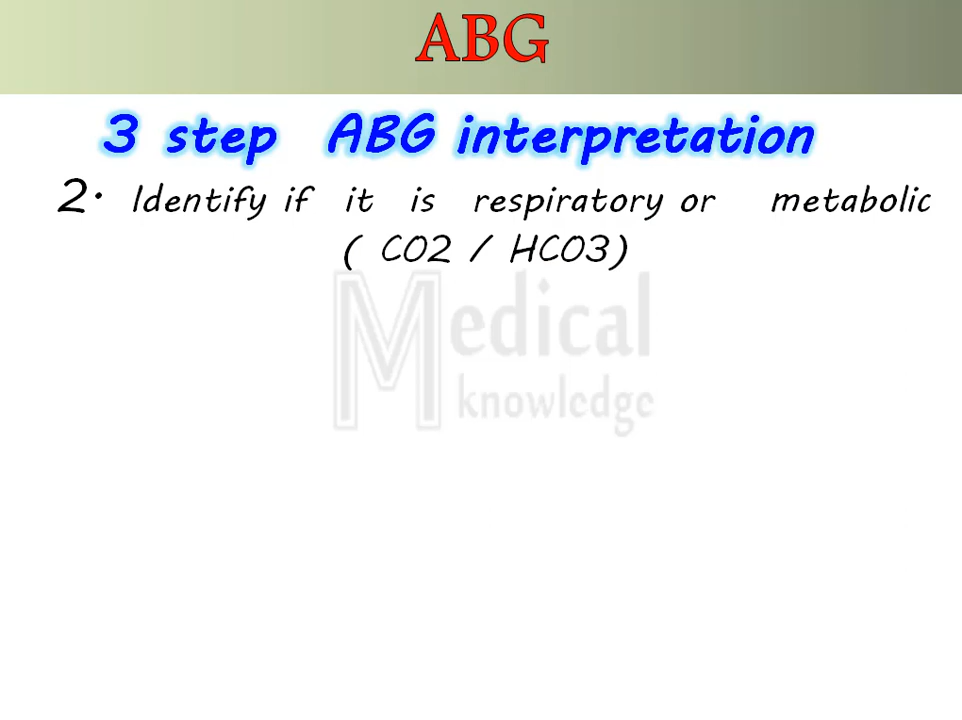 ABG
3 step ABG interpretation
2. Identify if it is respiratory or metabolic
( CO2 / HCO3)
Medical
knowledge